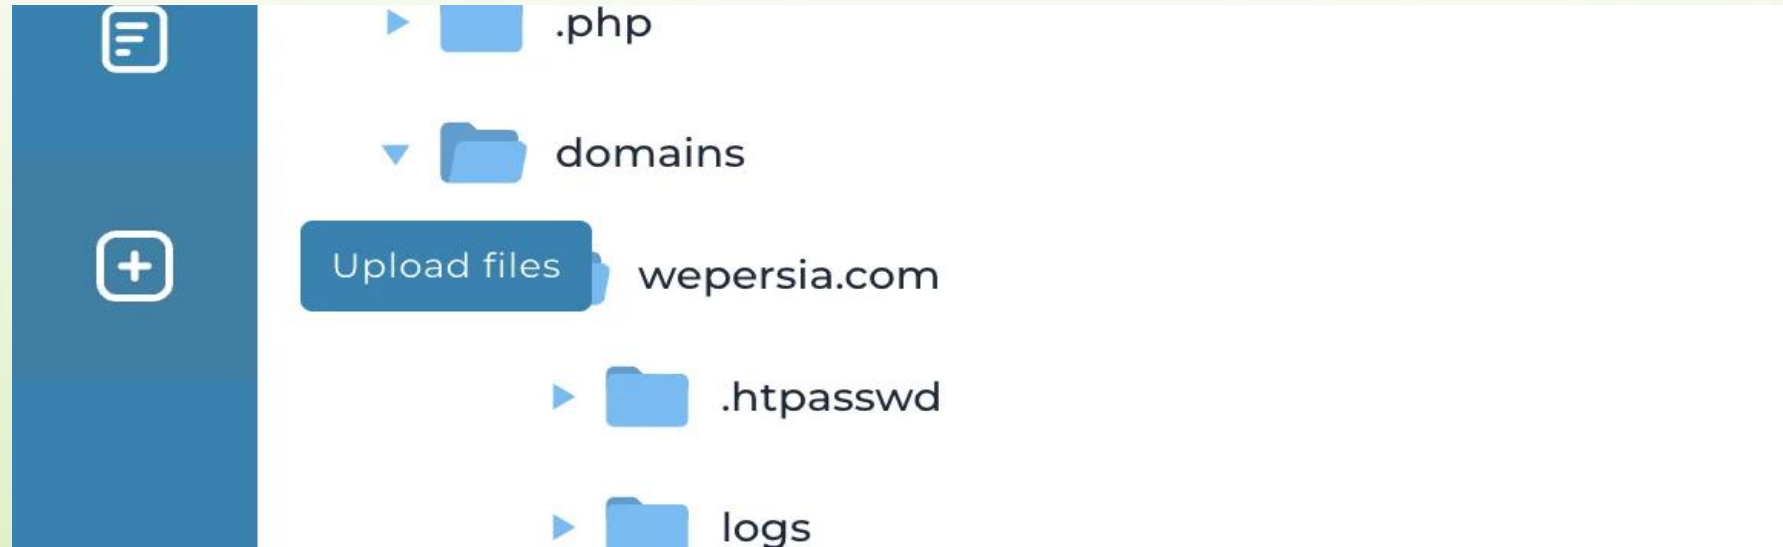 .php
domains
Upload files
wepersia.com
.htpasswd
logs